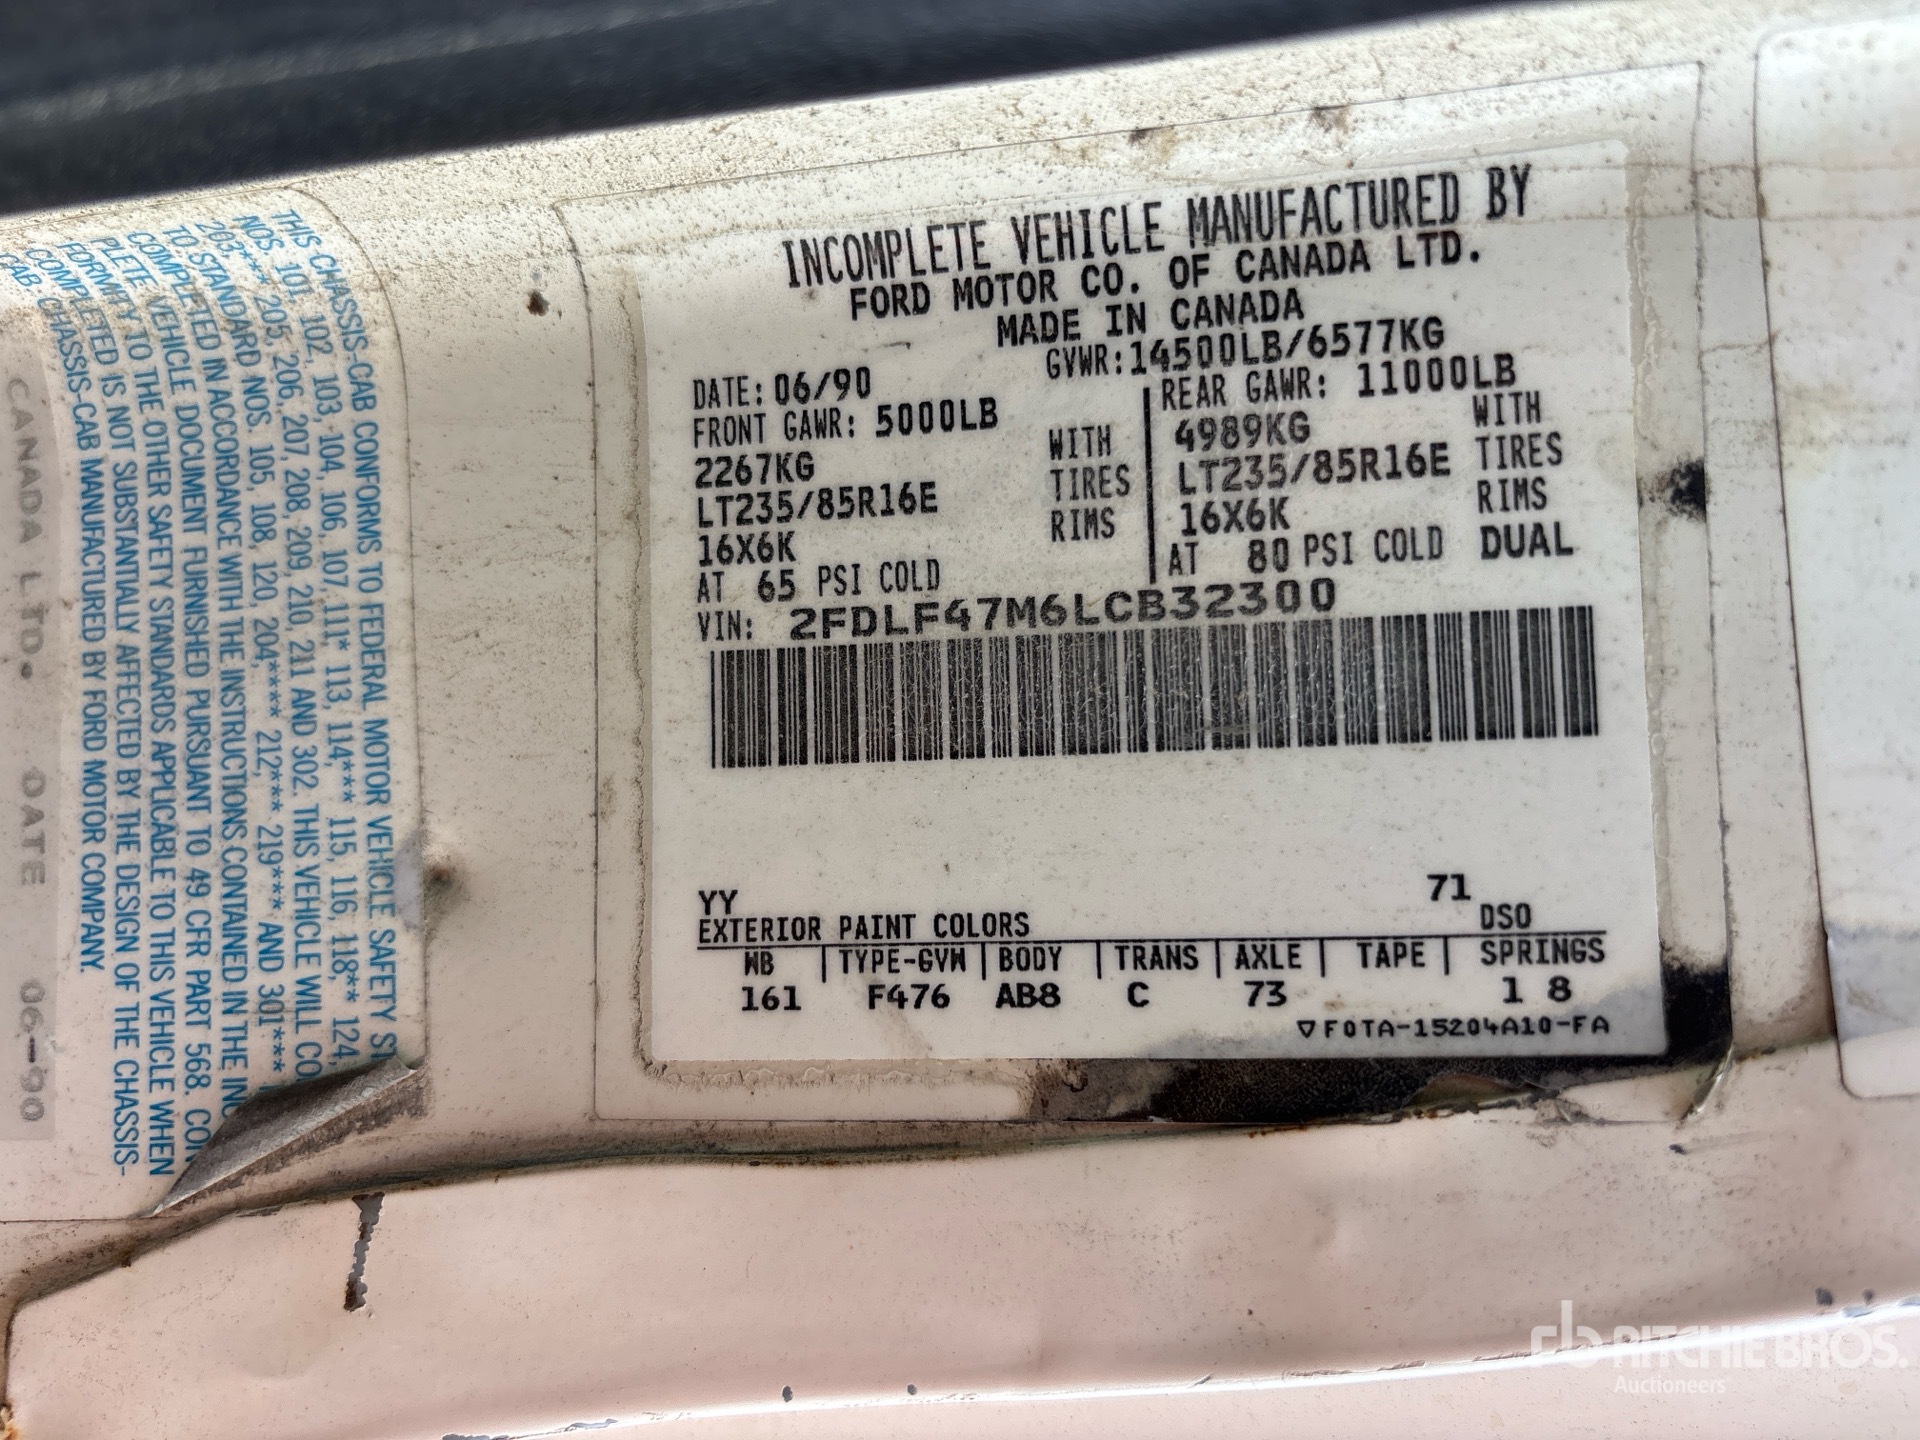 INCOMPLETE VEHICLE MANUFACTURED BY
FORD MOTOR CO. OF CANADA LTD.
MADE IN CANADA
DATE: 06/90 GVWR: 14500LB/6577KG
FRONT GAWR: 5000LB
2267KG WITH
LT235/85R16E TIRES
16X6K RIMS
AT 65 PSI COLD
REAR GAWR: 11000LB
4989KG WITH
LT235/85R16E TIRES
16X6K RIMS
AT 80 PSI COLD DUAL
VIN: 2FDLF47M6LCB32300
YY 71
EXTERIOR PAINT COLORS DSO
WB | TYPE-GVW | BODY | TRANS | AXLE | TAPE | SPRINGS
161 F476 AB8 C 73 1 8
▽F0TA-15204A10-FA
THIS CHASSIS-CAB CONFORMS TO FEDERAL MOTOR VEHICLE SAFETY
NOS. 101, 102, 103, 104, 106, 107, 111* 113, 114*** 115, 116, 118** 124,
205, 206, 207, 208, 209, 210, 211 AND 302. THIS VEHICLE WILL
203, STANDARD NOS. 105, 108, 120, 204,**** 212,*** 219*** AND 301***
TO STANDARD
COMPLETED IN ACCORDANCE WITH THE INSTRUCTIONS CONTAINED IN THE
PLETE VEHICLE DOCUMENT FURNISHED PURSUANT TO 49 CFR PART 568.
FORMITY TO THE OTHER SAFETY STANDARDS APPLICABLE TO THIS VEHICLE WHEN
COMPLETED IS NOT SUBSTANTIALLY AFFECTED BY THE DESIGN OF THE CHASSIS-
CAB. CHASSIS-CAB MANUFACTURED BY FORD MOTOR COMPANY.
CANADA LTD. DATE 06-90
rb RITCHIE BROS.
Auctioneers